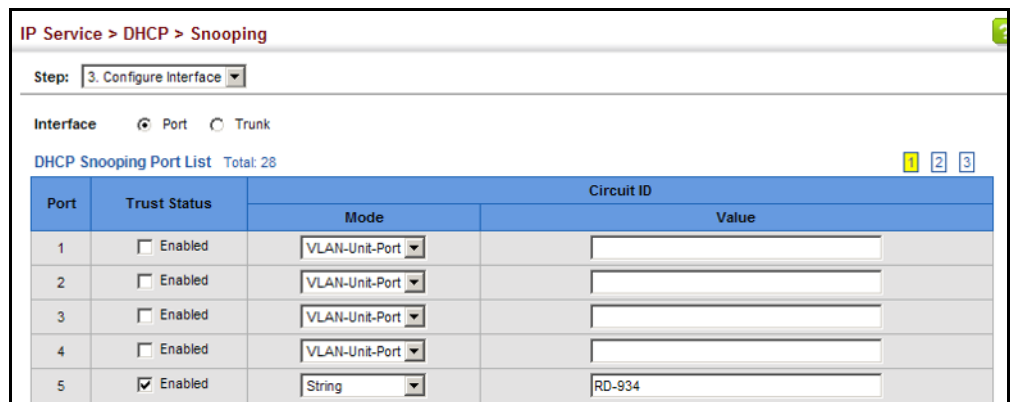 IP Service > DHCP > Snooping
?
Step: 3. Configure Interface
Interface Port Trunk
DHCP Snooping Port List Total: 28 1 2 3
Port Trust Status Circuit ID
Mode Value
1 Enabled VLAN-Unit-Port
2 Enabled VLAN-Unit-Port
3 Enabled VLAN-Unit-Port
4 Enabled VLAN-Unit-Port
5 Enabled String RD-934